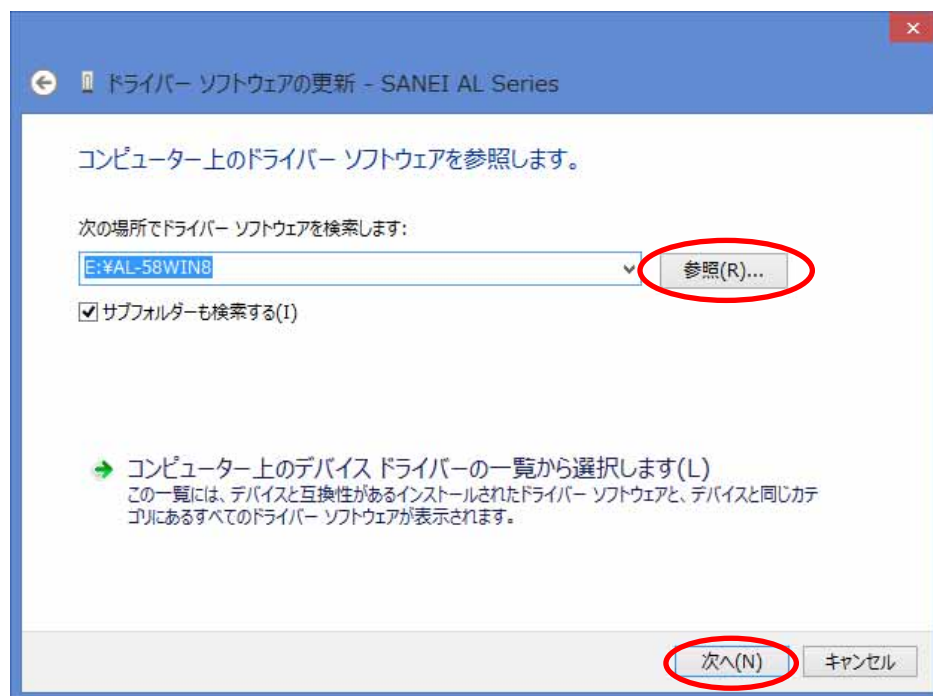 ドライバー ソフトウェアの更新 - SANEI AL Series
コンピューター上のドライバー ソフトウェアを参照します。
次の場所でドライバー ソフトウェアを検索します:
E:¥AL-58WIN8
参照(R)...
サブフォルダーも検索する(I)
コンピューター上のデバイス ドライバーの一覧から選択します(L)
この一覧には、デバイスと互換性があるインストールされたドライバー ソフトウェアと、デバイスと同じカテ
ゴリにあるすべてのドライバー ソフトウェアが表示されます。
次へ(N)
キャンセル